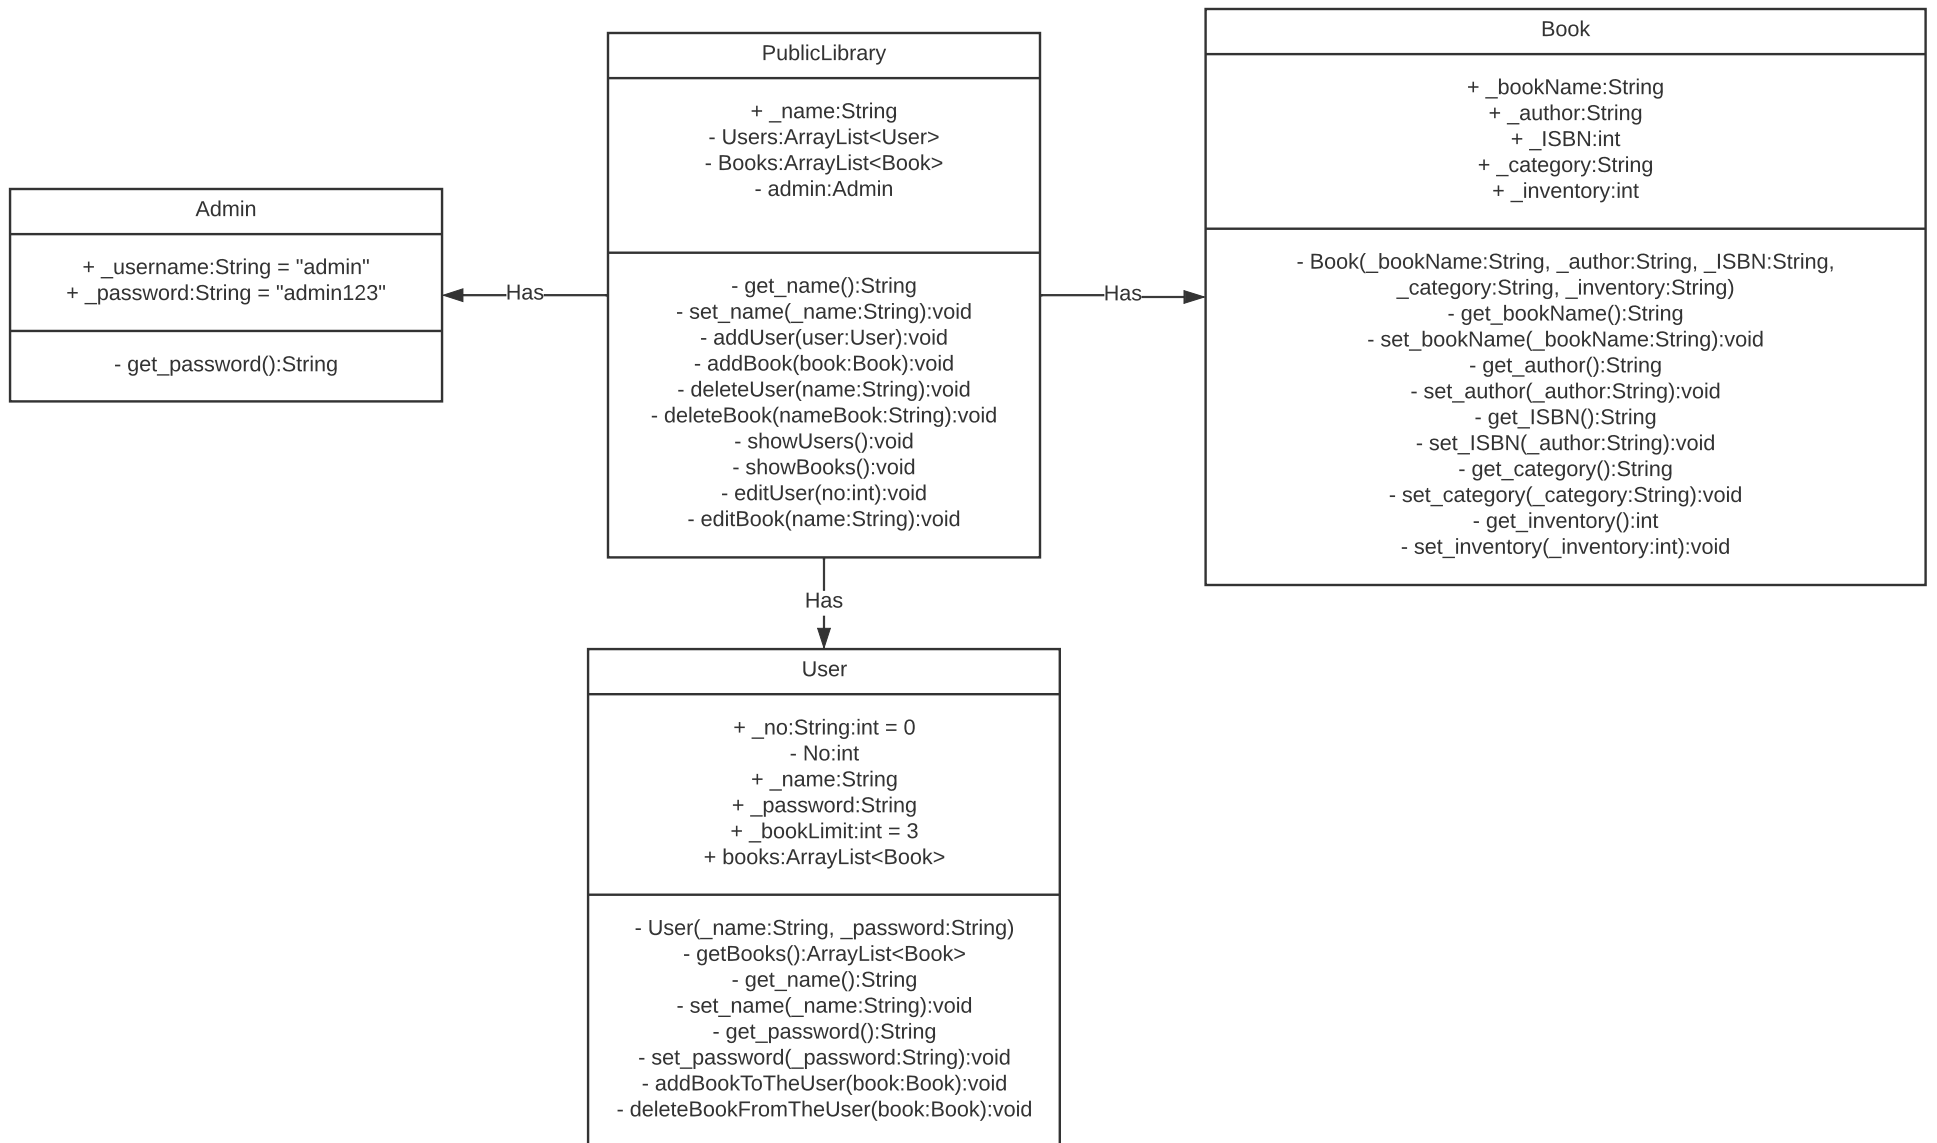 Admin
+ _username:String = "admin"
+ _password:String = "admin123"
- get_password():String
Has
PublicLibrary
+ _name:String
- Users:ArrayList<User>
- Books:ArrayList<Book>
- admin:Admin
- get_name():String
- set_name(_name:String):void
- addUser(user:User):void
- addBook(book:Book):void
- deleteUser(name:String):void
- deleteBook(nameBook:String):void
- showUsers():void
- showBooks():void
- editUser(no:int):void
- editBook(name:String):void
Has
Book
+ _bookName:String
+ _author:String
+ _ISBN:int
+ _category:String
+ _inventory:int
- Book(_bookName:String, _author:String, _ISBN:String,
_category:String, _inventory:String)
- get_bookName():String
- set_bookName(_bookName:String):void
- get_author():String
- set_author(_author:String):void
- get_ISBN():String
- set_ISBN(_author:String):void
- get_category():String
- set_category(_category:String):void
- get_inventory():int
- set_inventory(_inventory:int):void
Has
User
+ _no:String:int = 0
- No:int
+ _name:String
+ _password:String
+ _bookLimit:int = 3
+ books:ArrayList<Book>
- User(_name:String, _password:String)
- getBooks():ArrayList<Book>
- get_name():String
- set_name(_name:String):void
- get_password():String
- set_password(_password:String):void
- addBookToTheUser(book:Book):void
- deleteBookFromTheUser(book:Book):void